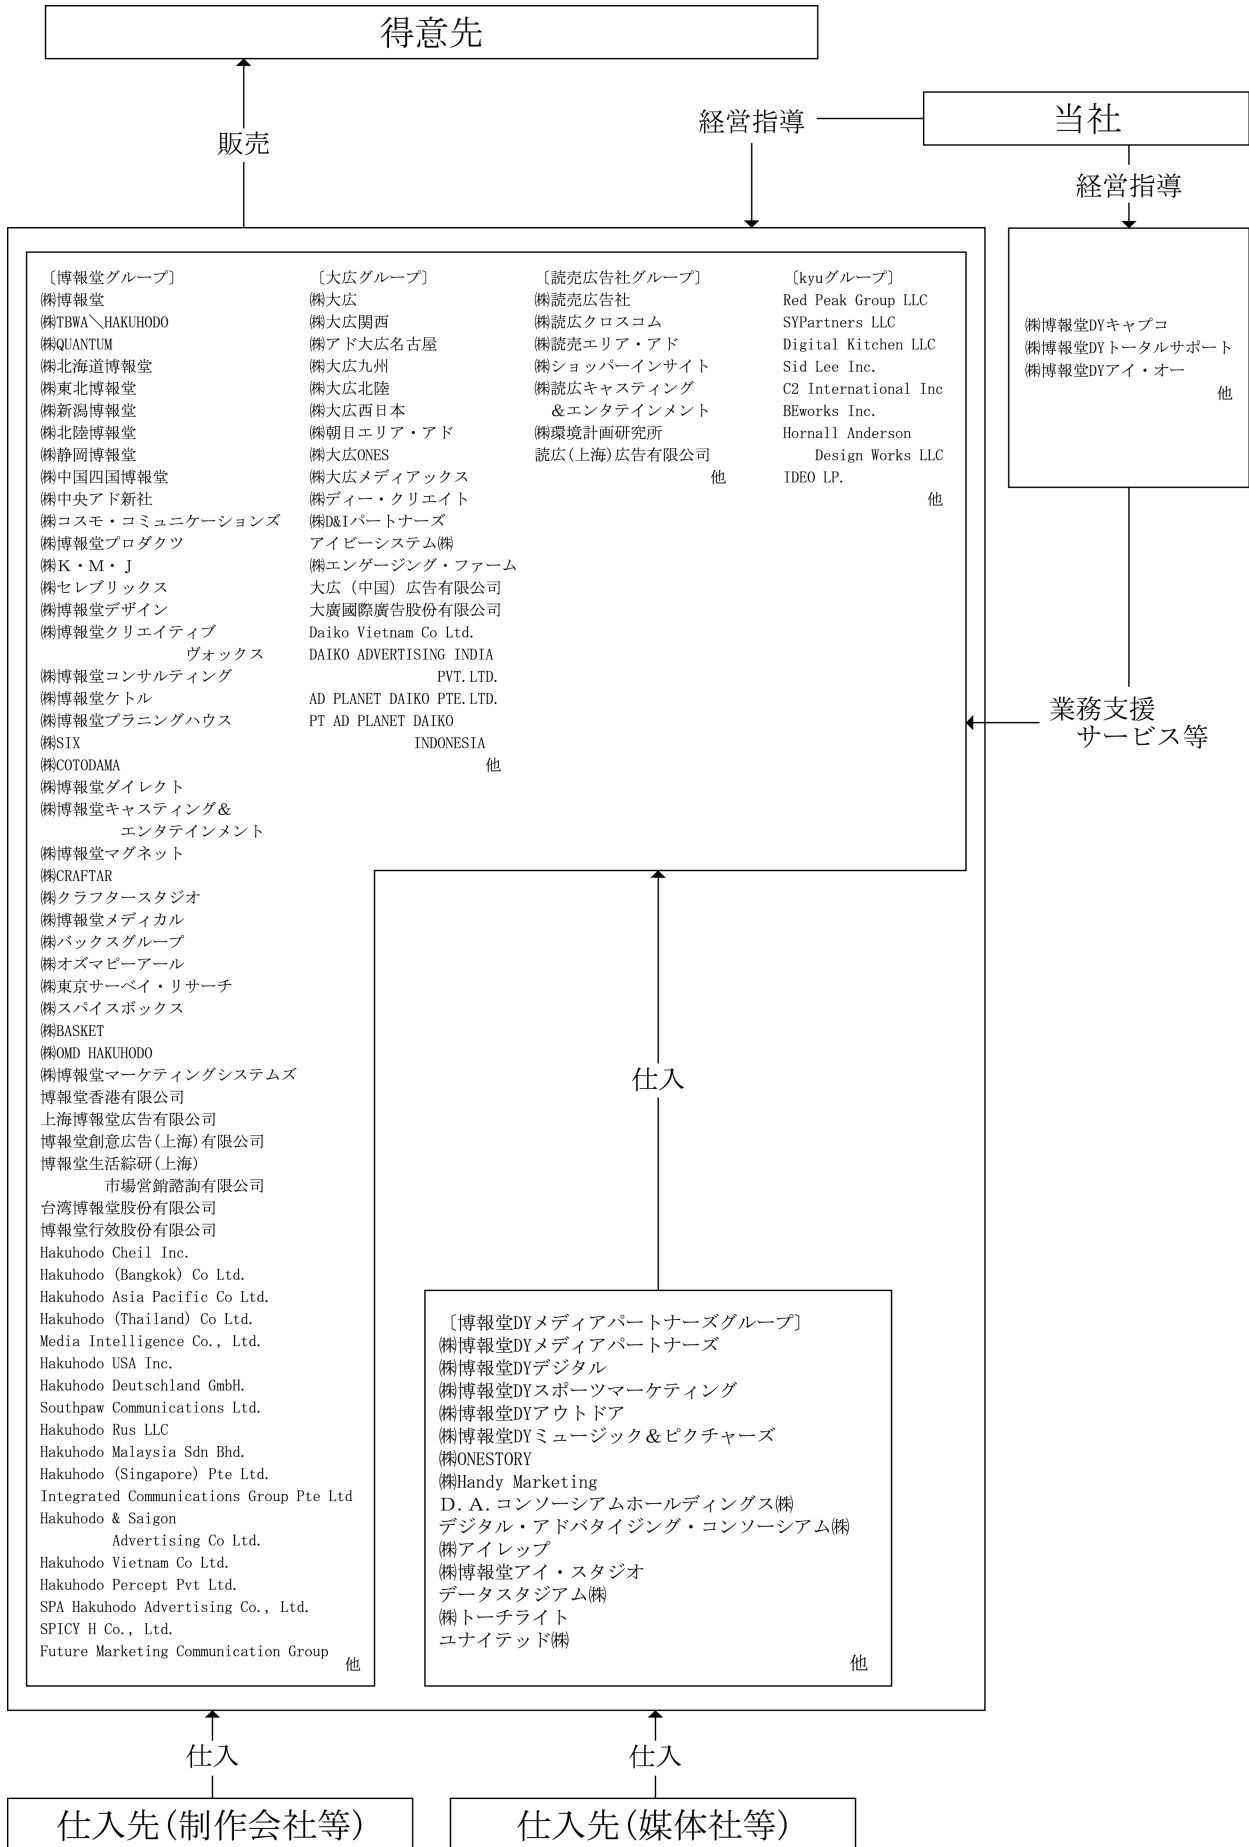 得意先
販売
経営指導
当社
経営指導
〔博報堂グループ〕
㈱博報堂
㈱TBWA＼HAKUHODO
㈱QUANTUM
㈱北海道博報堂
㈱東北博報堂
㈱新潟博報堂
㈱北陸博報堂
㈱静岡博報堂
㈱中国四国博報堂
㈱中央アド新社
㈱コスモ・コミュニケーションズ
㈱博報堂プロダクツ
㈱Ｋ・Ｍ・Ｊ
㈱セレブリックス
㈱博報堂デザイン
㈱博報堂クリエイティブ
ヴォックス
㈱博報堂コンサルティング
㈱博報堂ケトル
㈱博報堂プラニングハウス
㈱SIX
㈱COTODAMA
㈱博報堂ダイレクト
㈱博報堂キャスティング＆
エンタテインメント
㈱博報堂マグネット
㈱CRAFTAR
㈱クラフタースタジオ
㈱博報堂メディカル
㈱バックスグループ
㈱オズマピーアール
㈱東京サーベイ・リサーチ
㈱スパイスボックス
㈱BASKET
㈱OMD HAKUHODO
㈱博報堂マーケティングシステムズ
博報堂香港有限公司
上海博報堂広告有限公司
博報堂創意広告(上海)有限公司
博報堂生活綜研(上海)
市場営銷諮詢有限公司
台湾博報堂股份有限公司
博報堂行效股份有限公司
Hakuhodo Cheil Inc.
Hakuhodo (Bangkok) Co Ltd.
Hakuhodo Asia Pacific Co Ltd.
Hakuhodo (Thailand) Co Ltd.
Media Intelligence Co., Ltd.
Hakuhodo USA Inc.
Hakuhodo Deutschland GmbH.
Southpaw Communications Ltd.
Hakuhodo Rus LLC
Hakuhodo Malaysia Sdn Bhd.
Hakuhodo (Singapore) Pte Ltd.
Integrated Communications Group Pte Ltd
Hakuhodo & Saigon
Advertising Co Ltd.
Hakuhodo Vietnam Co Ltd.
Hakuhodo Percept Pvt Ltd.
SPA Hakuhodo Advertising Co., Ltd.
SPICY H Co., Ltd.
Future Marketing Communication Group
他
〔大広グループ〕
㈱大広
㈱大広関西
㈱アド大広名古屋
㈱大広九州
㈱大広北陸
㈱大広西日本
㈱朝日エリア・アド
㈱大広ONES
㈱大広メディアックス
㈱ディー・クリエイト
㈱D&Iパートナーズ
アイビーシステム㈱
㈱エンゲージング・ファーム
大広（中国）広告有限公司
大廣國際廣告股份有限公司
Daiko Vietnam Co Ltd.
DAIKO ADVERTISING INDIA
PVT.LTD.
AD PLANET DAIKO PTE.LTD.
PT AD PLANET DAIKO
INDONESIA
他
〔読売広告社グループ〕
㈱読売広告社
㈱読広クロスコム
㈱読売エリア・アド
㈱ショッパーインサイト
㈱読広キャスティング
＆エンタテインメント
㈱環境計画研究所
読広(上海)広告有限公司
他
〔kyuグループ〕
Red Peak Group LLC
SYPartners LLC
Digital Kitchen LLC
Sid Lee Inc.
C2 International Inc
BEworks Inc.
Hornall Anderson
Design Works LLC
IDEO LP.
他
㈱博報堂DYキャプコ
㈱博報堂DYトータルサポート
㈱博報堂DYアイ・オー
他
業務支援
サービス等
仕入
〔博報堂DYメディアパートナーズグループ〕
㈱博報堂DYメディアパートナーズ
㈱博報堂DYデジタル
㈱博報堂DYスポーツマーケティング
㈱博報堂DYアウトドア
㈱博報堂DYミュージック＆ピクチャーズ
㈱ONESTORY
㈱Handy Marketing
Ｄ.Ａ.コンソーシアムホールディングス㈱
デジタル・アドバタイジング・コンソーシアム㈱
㈱アイレップ
㈱博報堂アイ・スタジオ
データスタジアム㈱
㈱トーチライト
ユナイテッド㈱
他
仕入
仕入
仕入先(制作会社等)
仕入先(媒体社等)